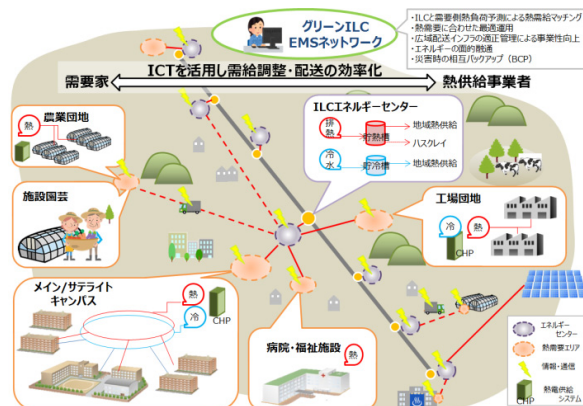 グリーンILC
EMSネットワーク
・ILCと需要側熱負荷予測による熱需給マッチング
・熱需要に合わせた最適運用
・広域配送インフラの適正管理による事業性向上
・エネルギーの面的融通
・災害時の相互バックアップ（BCP）
ICTを活用し需給調整・配送の効率化
需要家
熱供給事業者
農業団地
熱
施設園芸
ILCエネルギーセンター
排熱
貯熱槽
地域熱供給
ハスクレイ
冷水
貯冷槽
地域熱供給
工場団地
冷
熱
CHP
メイン/サテライト
キャンパス
熱
冷
CHP
病院・福祉施設
熱
エネルギー
センター
熱需要エリア
情報・通信
熱電供給
システム
CHP